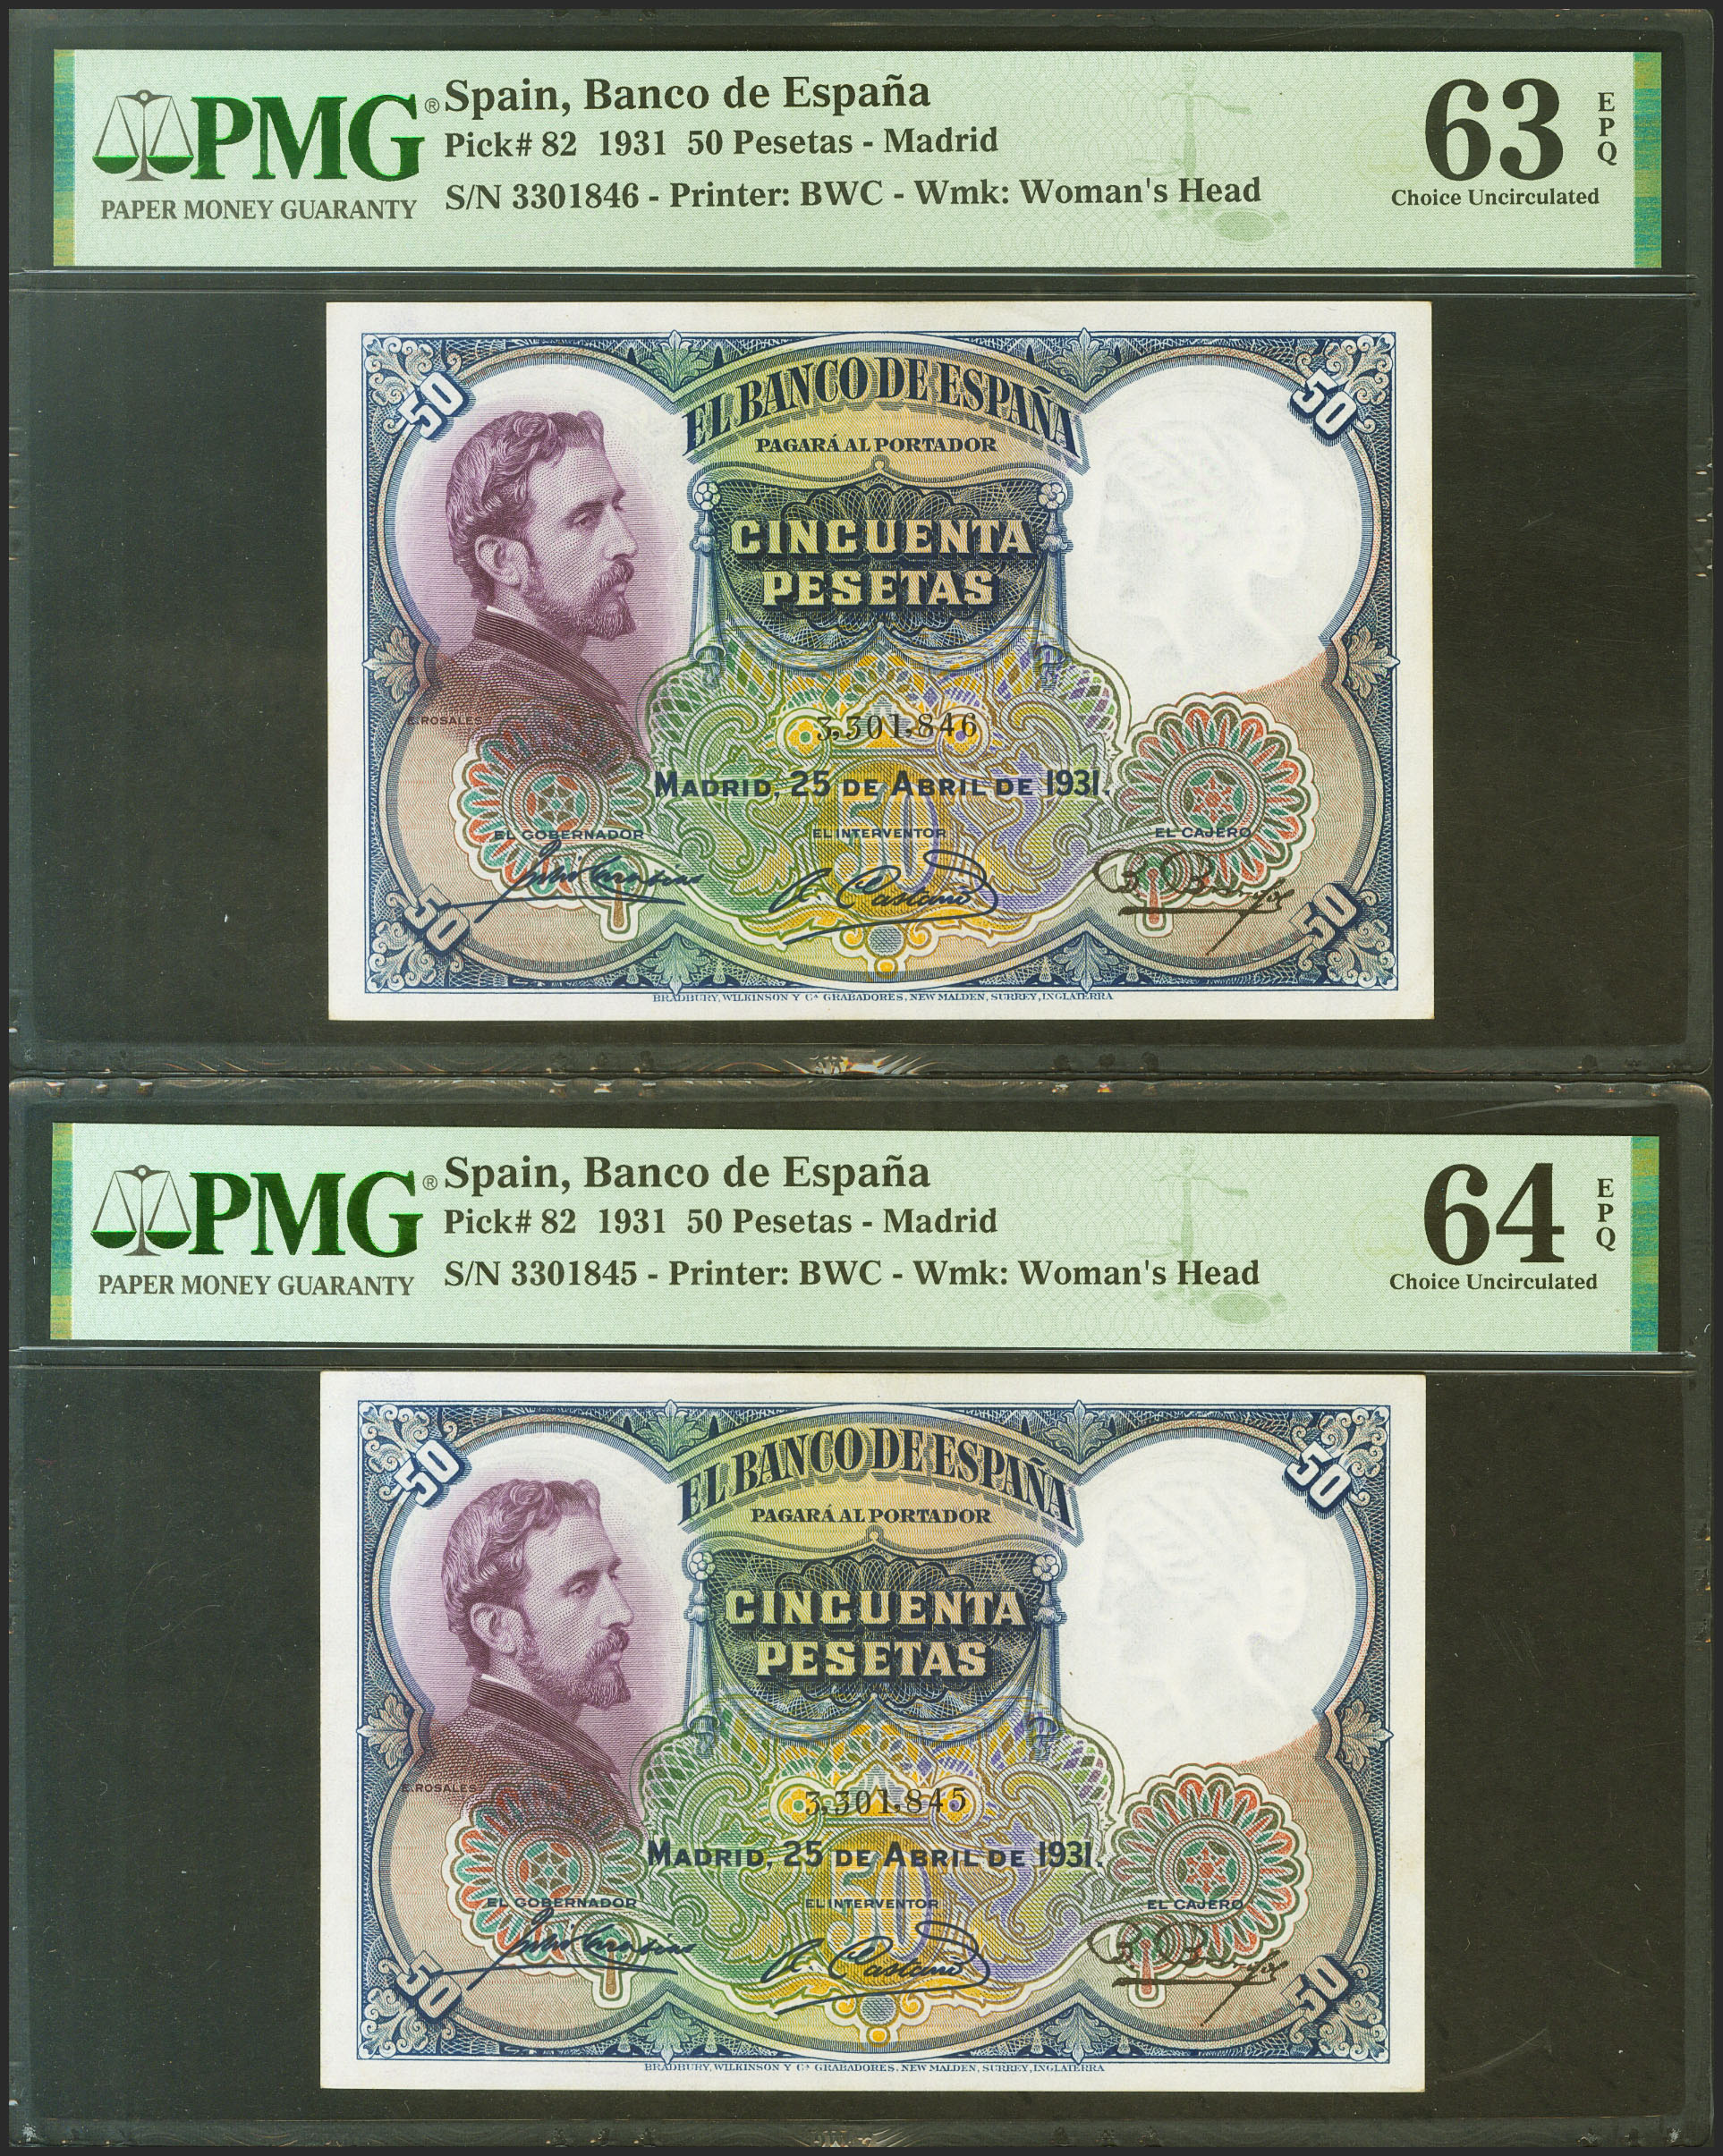 PMG®
PAPER MONEY GUARANTY
Spain, Banco de España
Pick# 82 1931 50 Pesetas - Madrid
S/N 3301846 - Printer: BWC - Wmk: Woman's Head
63
EPQ
Choice Uncirculated
50
50
EL BANCO DE ESPAÑA
PAGARÁ AL PORTADOR
CINCUENTA
PESETAS
E. ROSALES
3,301,846
MADRID, 25 DE ABRIL DE 1931.
50
EL GOBERNADOR
EL INTERVENTOR
EL CAJERO
50
50
BRADBURY, WILKINSON Y Cª GRABADORES, NEW MALDEN, SURREY, INGLATERRA
PMG®
PAPER MONEY GUARANTY
Spain, Banco de España
Pick# 82 1931 50 Pesetas - Madrid
S/N 3301845 - Printer: BWC - Wmk: Woman's Head
64
EPQ
Choice Uncirculated
50
50
EL BANCO DE ESPAÑA
PAGARÁ AL PORTADOR
CINCUENTA
PESETAS
E. ROSALES
3,301,845
MADRID, 25 DE ABRIL DE 1931.
50
EL GOBERNADOR
EL INTERVENTOR
EL CAJERO
50
50
BRADBURY, WILKINSON Y Cª GRABADORES, NEW MALDEN, SURREY, INGLATERRA